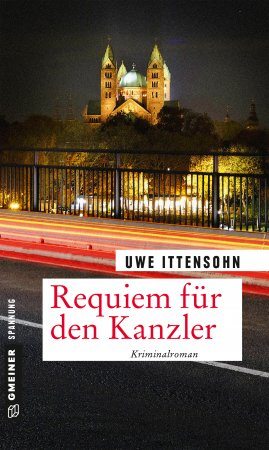 UWE ITTENSOHN
Requiem für
den Kanzler
Kriminalroman
GMEINER SPANNUNG